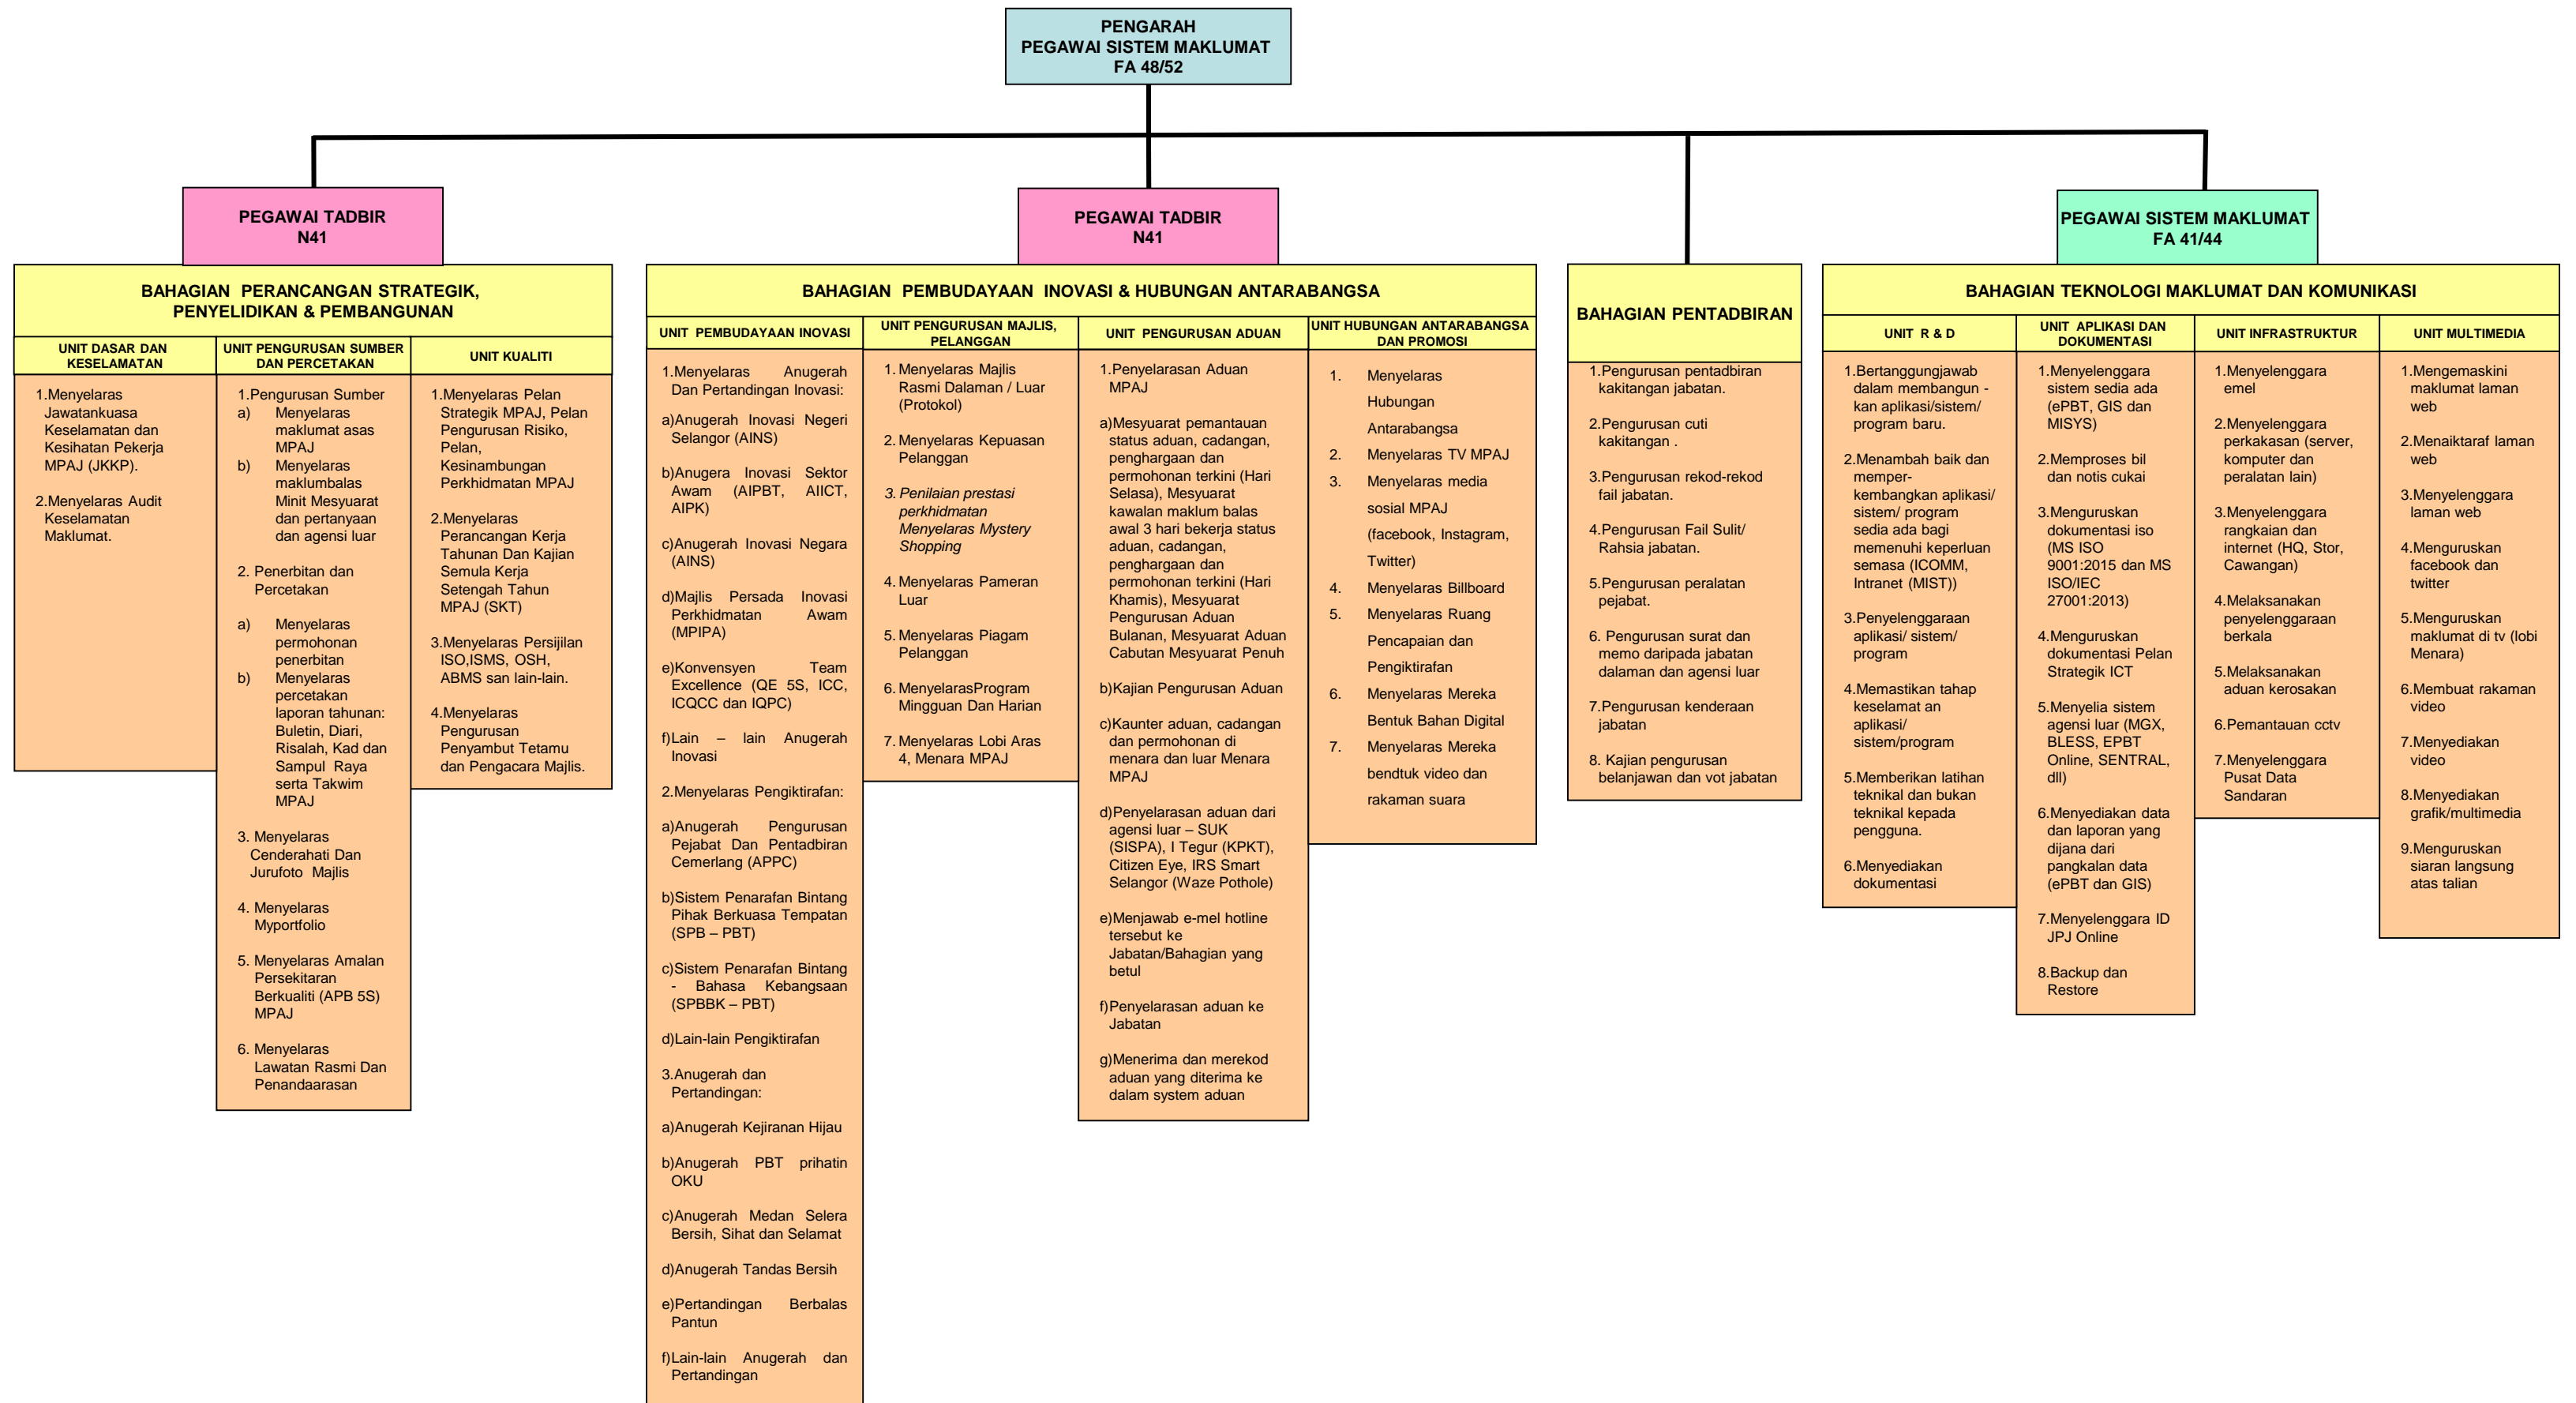 PENGARAH
PEGAWAI SISTEM MAKLUMAT
FA 48/52
PEGAWAI TADBIR
N41
BAHAGIAN PERANCANGAN STRATEGIK,
PENYELIDIKAN & PEMBANGUNAN
UNIT DASAR DAN
KESELAMATAN
1.Menyelaras
Jawatankuasa
Keselamatan dan
Kesihatan Pekerja
MPAJ (JKKP).
2.Menyelaras Audit
Keselamatan
Maklumat.
UNIT PENGURUSAN SUMBER
DAN PERCETAKAN
1.Pengurusan Sumber
a) Menyelaras
maklumat asas
MPAJ
b) Menyelaras
maklumbalas
Minit Mesyuarat
dan pertanyaan
dan agensi luar
2. Penerbitan dan
Percetakan
a) Menyelaras
permohonan
penerbitan
b) Menyelaras
percetakan
laporan tahunan:
Buletin, Diari,
Risalah, Kad dan
Sampul Raya
serta Takwim
MPAJ
3. Menyelaras
Cenderahati Dan
Jurufoto Majlis
4. Menyelaras
Myportfolio
5. Menyelaras Amalan
Persekitaran
Berkualiti (APB 5S)
MPAJ
6. Menyelaras
Lawatan Rasmi Dan
Penandaarasan
UNIT KUALITI
1.Menyelaras Pelan
Strategik MPAJ, Pelan
Pengurusan Risiko,
Pelan,
Kesinambungan
Perkhidmatan MPAJ
2.Menyelaras
Perancangan Kerja
Tahunan Dan Kajian
Semula Kerja
Setengah Tahun
MPAJ (SKT)
3.Menyelaras Persijilan
ISO,ISMS, OSH,
ABMS san lain-lain.
4.Menyelaras
Pengurusan
Penyambut Tetamu
dan Pengacara Majlis.
PEGAWAI TADBIR
N41
BAHAGIAN PEMBUDAYAAN INOVASI & HUBUNGAN ANTARABANGSA
UNIT PEMBUDAYAAN INOVASI
1.Menyelaras Anugerah
Dan Pertandingan Inovasi:
a)Anugerah Inovasi Negeri
Selangor (AINS)
b)Anugera Inovasi Sektor
Awam (AIPBT, AIICT,
AIPK)
c)Anugerah Inovasi Negara
(AINS)
d)Majlis Persada Inovasi
Perkhidmatan Awam
(MPIPA)
e)Konvensyen Team
Excellence (QE 5S, ICC,
ICQCC dan IQPC)
f)Lain – lain Anugerah
Inovasi
2.Menyelaras Pengiktirafan:
a)Anugerah Pengurusan
Pejabat Dan Pentadbiran
Cemerlang (APPC)
b)Sistem Penarafan Bintang
Pihak Berkuasa Tempatan
(SPB – PBT)
c)Sistem Penarafan Bintang
- Bahasa Kebangsaan
(SPBBK – PBT)
d)Lain-lain Pengiktirafan
3.Anugerah dan
Pertandingan:
a)Anugerah Kejiranan Hijau
b)Anugerah PBT prihatin
OKU
c)Anugerah Medan Selera
Bersih, Sihat dan Selamat
d)Anugerah Tandas Bersih
e)Pertandingan Berbalas
Pantun
f)Lain-lain Anugerah dan
Pertandingan
UNIT PENGURUSAN MAJLIS,
PELANGGAN
1. Menyelaras Majlis
Rasmi Dalaman / Luar
(Protokol)
2. Menyelaras Kepuasan
Pelanggan
3. Penilaian prestasi
perkhidmatan
Menyelaras Mystery
Shopping
4. Menyelaras Pameran
Luar
5. Menyelaras Piagam
Pelanggan
6. MenyelarasProgram
Mingguan Dan Harian
7. Menyelaras Lobi Aras
4, Menara MPAJ
UNIT PENGURUSAN ADUAN
1.Penyelarasan Aduan
MPAJ
a)Mesyuarat pemantauan
status aduan, cadangan,
penghargaan dan
permohonan terkini (Hari
Selasa), Mesyuarat
kawalan maklum balas
awal 3 hari bekerja status
aduan, cadangan,
penghargaan dan
permohonan terkini (Hari
Khamis), Mesyuarat
Pengurusan Aduan
Bulanan, Mesyuarat Aduan
Cabutan Mesyuarat Penuh
b)Kajian Pengurusan Aduan
c)Kaunter aduan, cadangan
dan permohonan di
menara dan luar Menara
MPAJ
d)Penyelarasan aduan dari
agensi luar – SUK
(SISPA), I Tegur (KPKT),
Citizen Eye, IRS Smart
Selangor (Waze Pothole)
e)Menjawab e-mel hotline
tersebut ke
Jabatan/Bahagian yang
betul
f)Penyelarasan aduan ke
Jabatan
g)Menerima dan merekod
aduan yang diterima ke
dalam system aduan
UNIT HUBUNGAN ANTARABANGSA
DAN PROMOSI
1. Menyelaras
Hubungan
Antarabangsa
2. Menyelaras TV MPAJ
3. Menyelaras media
sosial MPAJ
(facebook, Instagram,
Twitter)
4. Menyelaras Billboard
5. Menyelaras Ruang
Pencapaian dan
Pengiktirafan
6. Menyelaras Mereka
Bentuk Bahan Digital
7. Menyelaras Mereka
bendtuk video dan
rakaman suara
BAHAGIAN PENTADBIRAN
1.Pengurusan pentadbiran
kakitangan jabatan.
2.Pengurusan cuti
kakitangan .
3.Pengurusan rekod-rekod
fail jabatan.
4.Pengurusan Fail Sulit/
Rahsia jabatan.
5.Pengurusan peralatan
pejabat.
6. Pengurusan surat dan
memo daripada jabatan
dalaman dan agensi luar
7.Pengurusan kenderaan
jabatan
8. Kajian pengurusan
belanjawan dan vot jabatan
PEGAWAI SISTEM MAKLUMAT
FA 41/44
BAHAGIAN TEKNOLOGI MAKLUMAT DAN KOMUNIKASI
UNIT R & D
1.Bertanggungjawab
dalam membangun -
kan aplikasi/sistem/
program baru.
2.Menambah baik dan
memper-
kembangkan aplikasi/
sistem/ program
sedia ada bagi
memenuhi keperluan
semasa (ICOMM,
Intranet (MIST))
3.Penyelenggaraan
aplikasi/ sistem/
program
4.Memastikan tahap
keselamat an
aplikasi/
sistem/program
5.Memberikan latihan
teknikal dan bukan
teknikal kepada
pengguna.
6.Menyediakan
dokumentasi
UNIT APLIKASI DAN
DOKUMENTASI
1.Menyelenggara
sistem sedia ada
(ePBT, GIS dan
MISYS)
2.Memproses bil
dan notis cukai
3.Menguruskan
dokumentasi iso
(MS ISO
9001:2015 dan MS
ISO/IEC
27001:2013)
4.Menguruskan
dokumentasi Pelan
Strategik ICT
5.Menyelia sistem
agensi luar (MGX,
BLESS, EPBT
Online, SENTRAL,
dll)
6.Menyediakan data
dan laporan yang
dijana dari
pangkalan data
(ePBT dan GIS)
7.Menyelenggara ID
JPJ Online
8.Backup dan
Restore
UNIT INFRASTRUKTUR
1.Menyelenggara
emel
2.Menyelenggara
perkakasan (server,
komputer dan
peralatan lain)
3.Menyelenggara
rangkaian dan
internet (HQ, Stor,
Cawangan)
4.Melaksanakan
penyelenggaraan
berkala
5.Melaksanakan
aduan kerosakan
6.Pemantauan cctv
7.Menyelenggara
Pusat Data
Sandaran
UNIT MULTIMEDIA
1.Mengemaskini
maklumat laman
web
2.Menaiktaraf laman
web
3.Menyelenggara
laman web
4.Menguruskan
facebook dan
twitter
5.Menguruskan
maklumat di tv (lobi
Menara)
6.Membuat rakaman
video
7.Menyediakan
video
8.Menyediakan
grafik/multimedia
9.Menguruskan
siaran langsung
atas talian